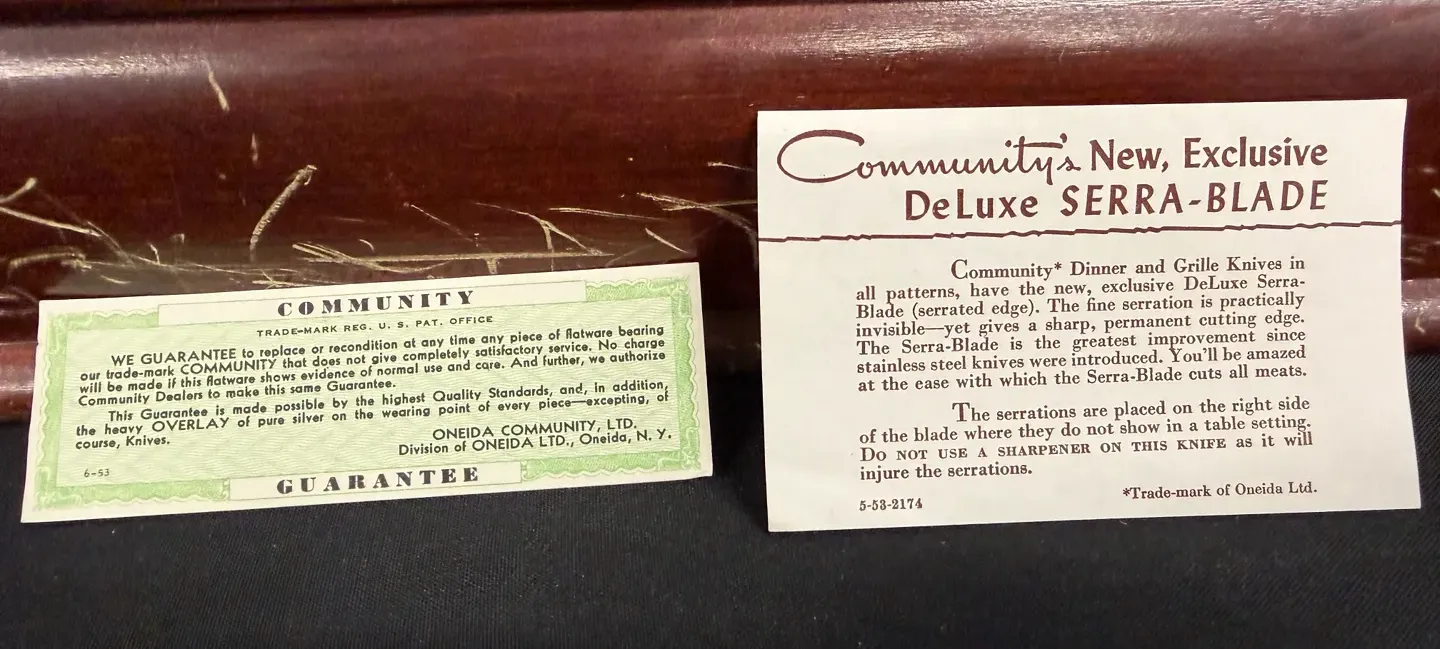 COMMUNITY
TRADE-MARK REG. U. S. PAT. OFFICE
WE GUARANTEE to replace or recondition at any time any piece of flatware bearing
our trade-mark COMMUNITY that does not give completely satisfactory service. No charge
will be made if this flatware shows evidence of normal use and care. And further, we authorize
Community Dealers to make this same Guarantee.
This Guarantee is made possible by the highest Quality Standards, and, in addition,
the heavy OVERLAY of pure silver on the wearing point of every piece—excepting, of
course, Knives.
ONEIDA COMMUNITY, LTD.
Division of ONEIDA LTD., Oneida, N. Y.
6-53
GUARANTEE
Community's New, Exclusive
DeLuxe SERRA-BLADE
Community* Dinner and Grille Knives in
all patterns, have the new, exclusive DeLuxe Serra-
Blade (serrated edge). The fine serration is practically
invisible—yet gives a sharp, permanent cutting edge.
The Serra-Blade is the greatest improvement since
stainless steel knives were introduced. You'll be amazed
at the ease with which the Serra-Blade cuts all meats.
The serrations are placed on the right side
of the blade where they do not show in a table setting.
DO NOT USE A SHARPENER ON THIS KNIFE as it will
injure the serrations.
5-53-2174
*Trade-mark of Oneida Ltd.